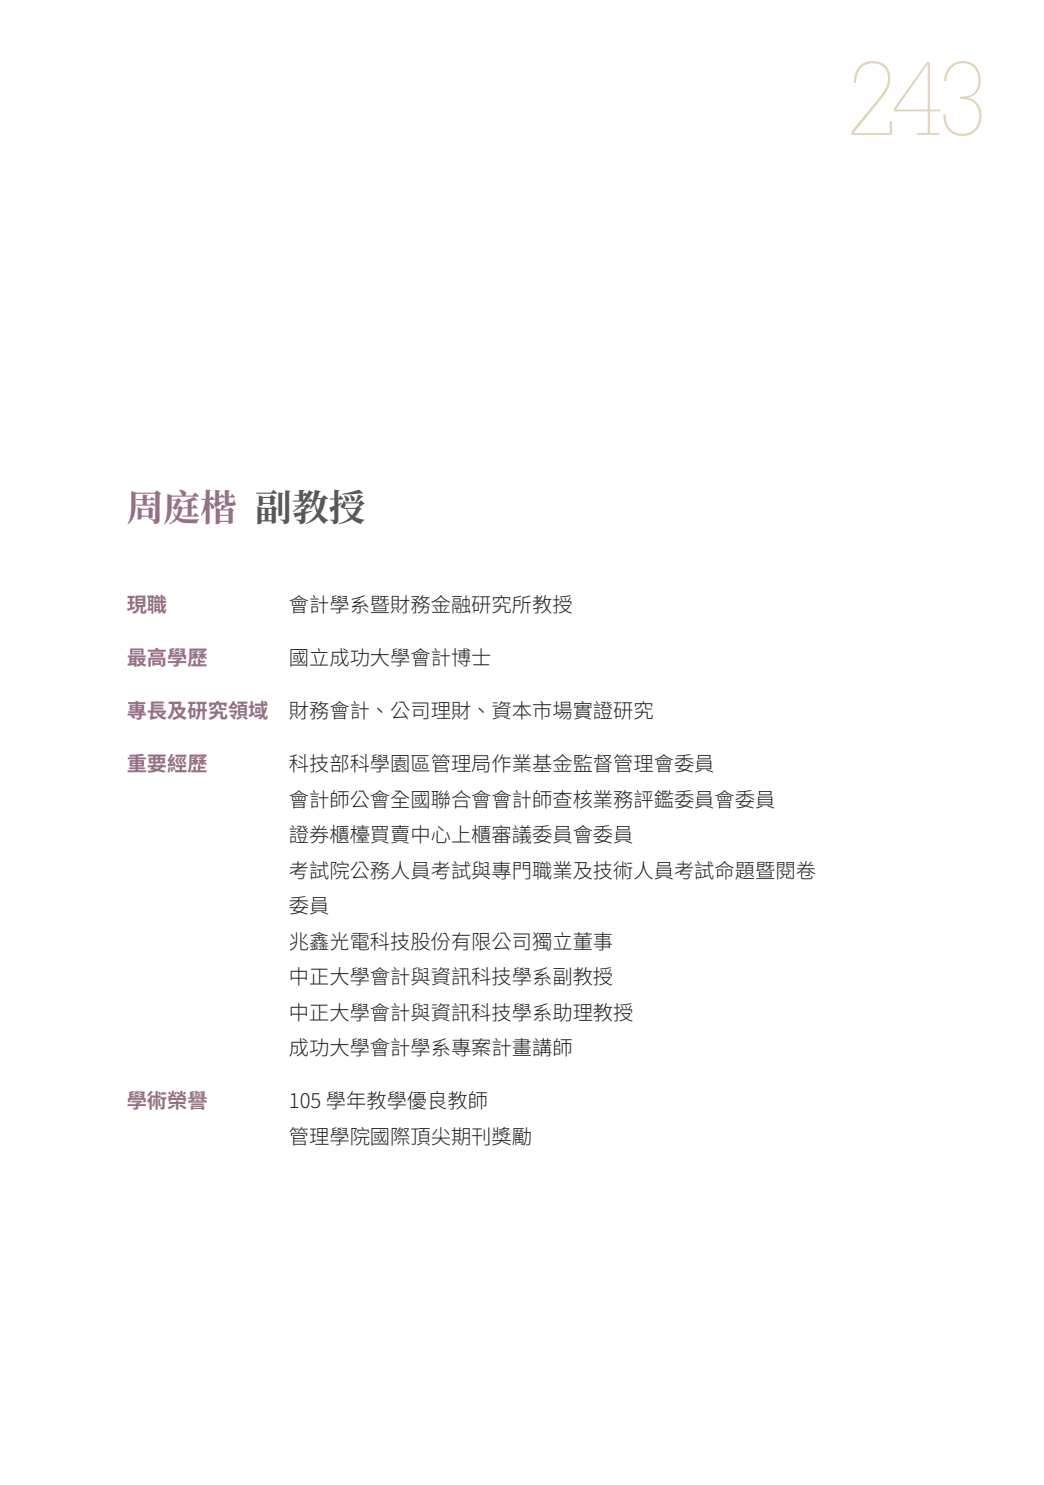 243
周庭楷 副教授
現職 會計學系暨財務金融研究所教授
最高學歷 國立成功大學會計博士
專長及研究領域 財務會計、公司理財、資本市場實證研究
重要經歷 科技部科學園區管理局作業基金監督管理會委員
會計師公會全國聯合會會計師查核業務評鑑委員會委員
證券櫃檯買賣中心上櫃審議委員會委員
考試院公務人員考試與專門職業及技術人員考試命題暨閱卷
委員
兆鑫光電科技股份有限公司獨立董事
中正大學會計與資訊科技學系副教授
中正大學會計與資訊科技學系助理教授
成功大學會計學系專案計畫講師
學術榮譽 105 學年教學優良教師
管理學院國際頂尖期刊獎勵